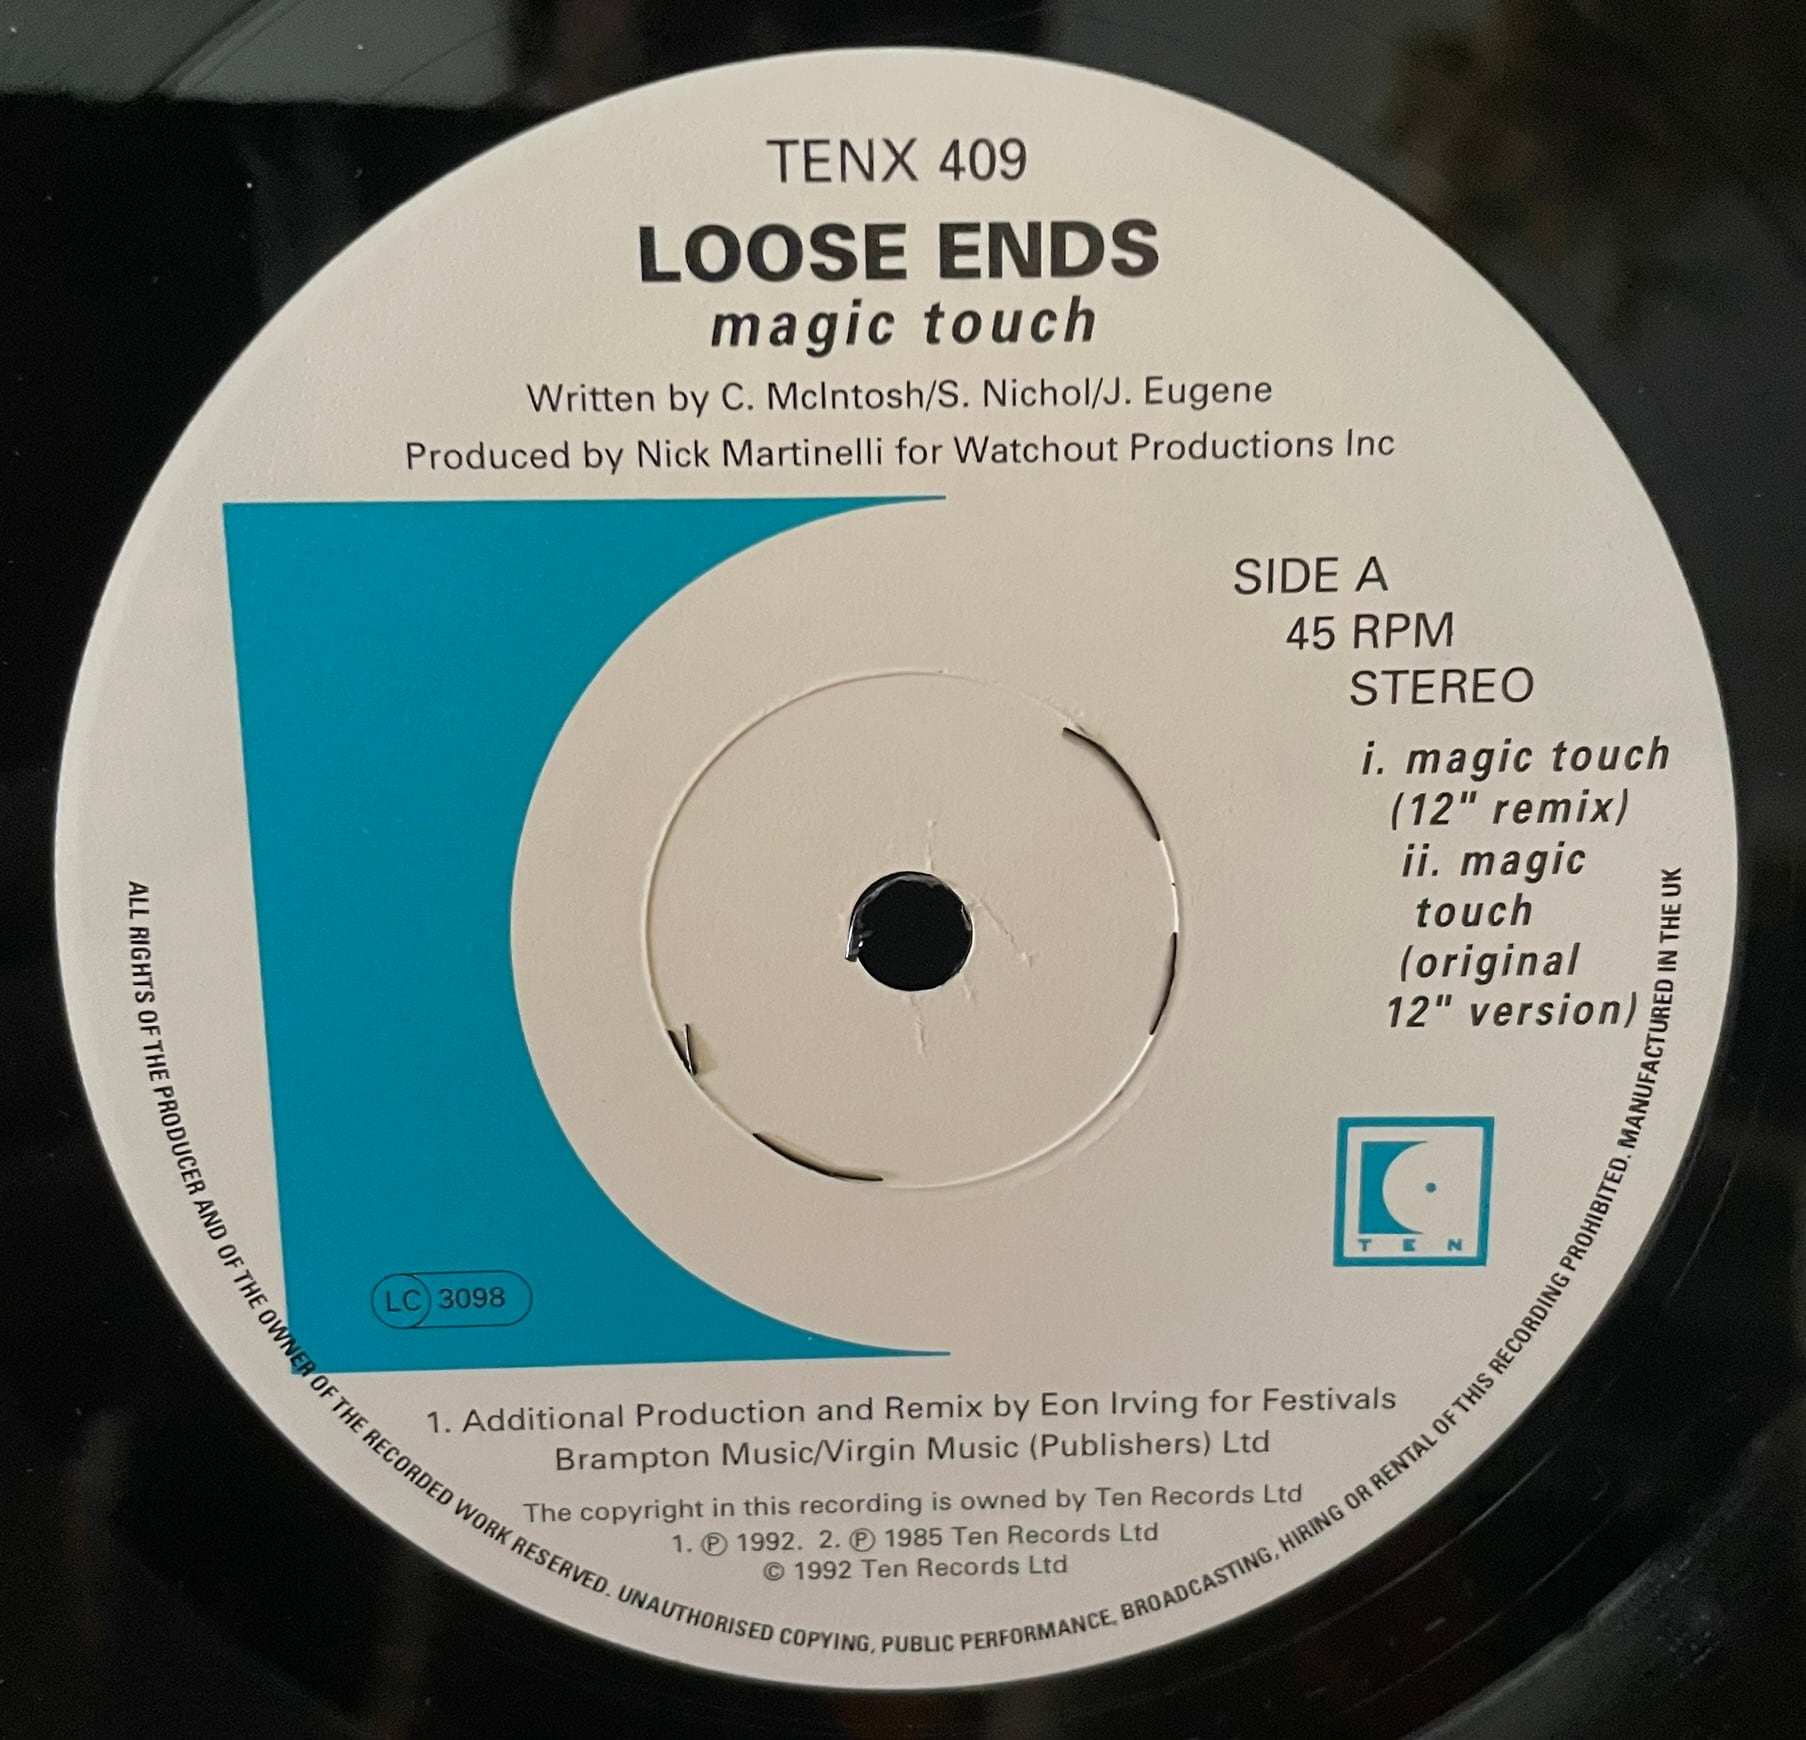 TENX 409
LOOSE ENDS
magic touch
Written by C. McIntosh/S. Nichol/J. Eugene
Produced by Nick Martinelli for Watchout Productions Inc
SIDE A
45 RPM
STEREO
i. magic touch
(12" remix)
ii. magic
touch
(original
12" version)
TEN
LC 3098
1. Additional Production and Remix by Eon Irving for Festivals
Brampton Music/Virgin Music (Publishers) Ltd
The copyright in this recording is owned by Ten Records Ltd
1. ℗ 1992. 2. ℗ 1985 Ten Records Ltd
© 1992 Ten Records Ltd
ALL RIGHTS OF THE PRODUCER AND OF THE OWNER OF THE RECORDED WORK RESERVED. UNAUTHORISED COPYING, PUBLIC PERFORMANCE, BROADCASTING, HIRING OR RENTAL OF THIS RECORDING PROHIBITED. MANUFACTURED IN THE UK